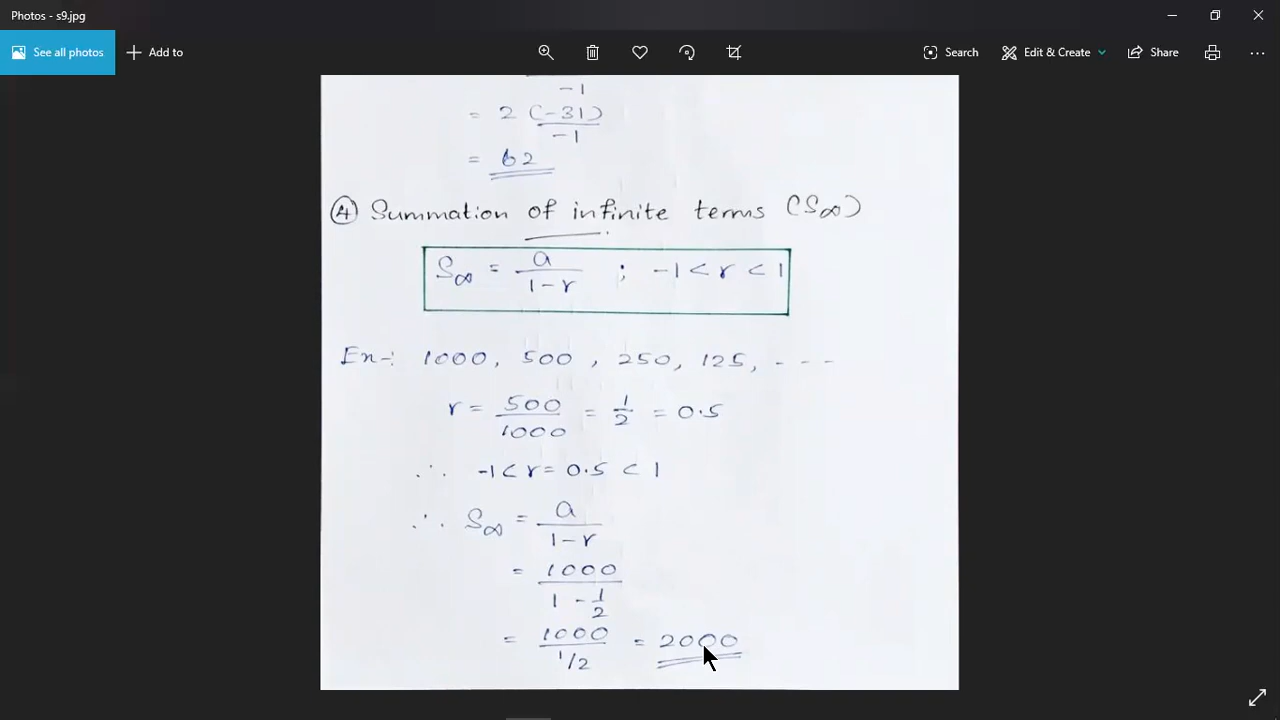 Photos - s9.jpg
See all photos
Add to
Search
Edit & Create
Share
-1
= 2 (-31)
-1
= 62
④ Summation of infinite terms (S∞)
S∞ = a/(1-r) ; -1 < r < 1
Ex-: 1000, 500, 250, 125, - - -
r = 500/1000 = 1/2 = 0.5
∴ -1 < r = 0.5 < 1
∴ S∞ = a/(1-r)
= 1000/(1 - 1/2)
= 1000/(1/2) = 2000